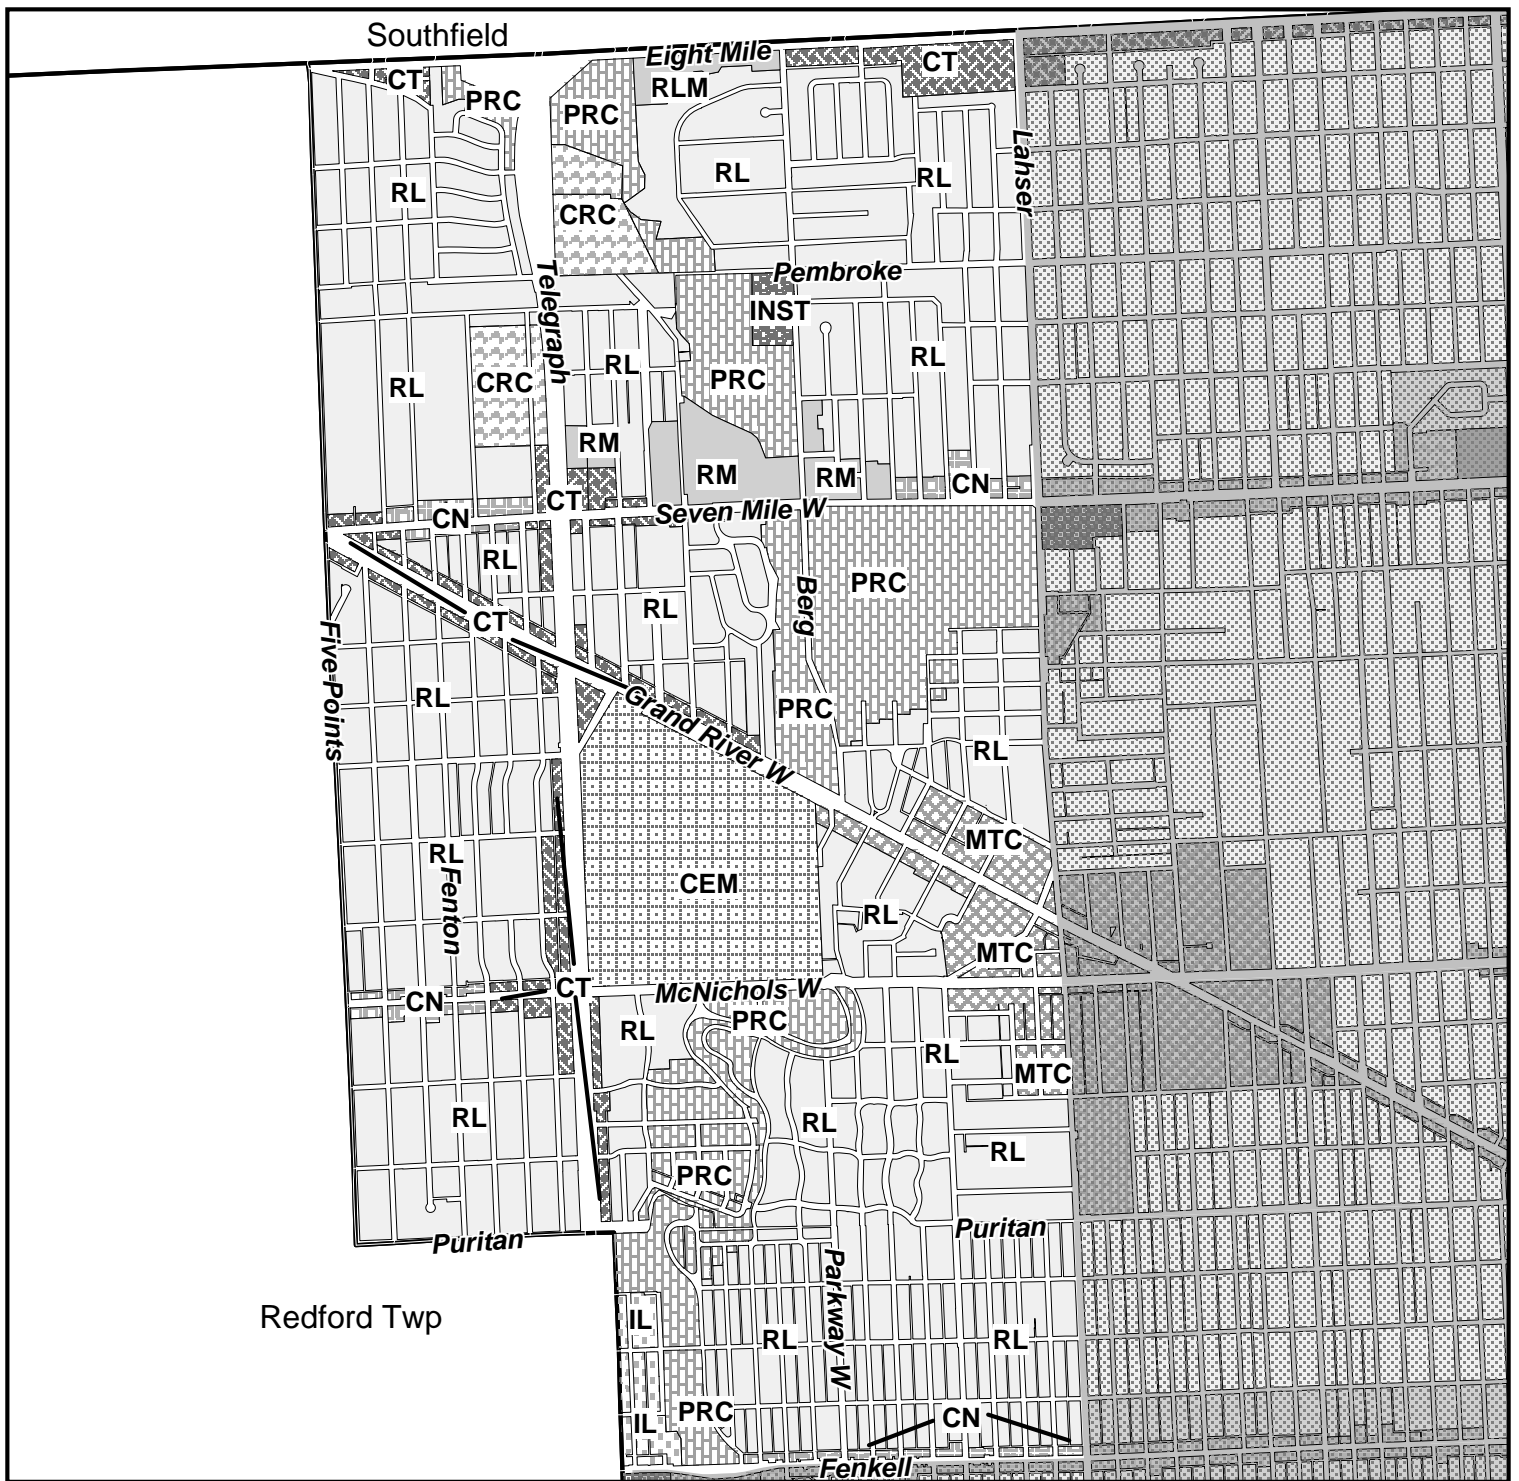 Southfield
Eight Mile
CT
CT
RLM
PRC
PRC
Lahser
RL
RL
RL
CRC
Telegraph
Pembroke
INST
RL
RL
RL
CRC
PRC
RM
RM
RM
CN
CT
CN
Seven Mile W
RL
PRC
Berg
RL
CT
Five Points
RL
PRC
Grand River W
RL
MTC
RL
Fenton
CEM
RL
MTC
CT
McNichols W
CN
PRC
RL
RL
MTC
RL
RL
RL
PRC
Puritan
Puritan
Parkway W
Redford Twp
IL
RL
RL
PRC
CN
IL
Fenkell